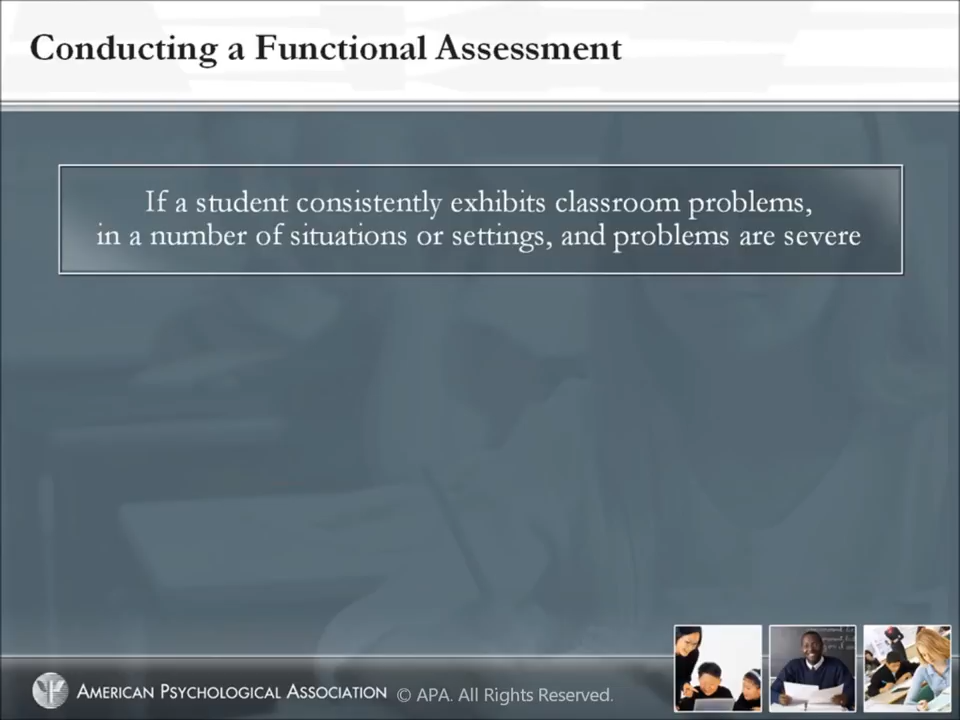 Conducting a Functional Assessment
If a student consistently exhibits classroom problems,
in a number of situations or settings, and problems are severe
AMERICAN PSYCHOLOGICAL ASSOCIATION © APA. All Rights Reserved.